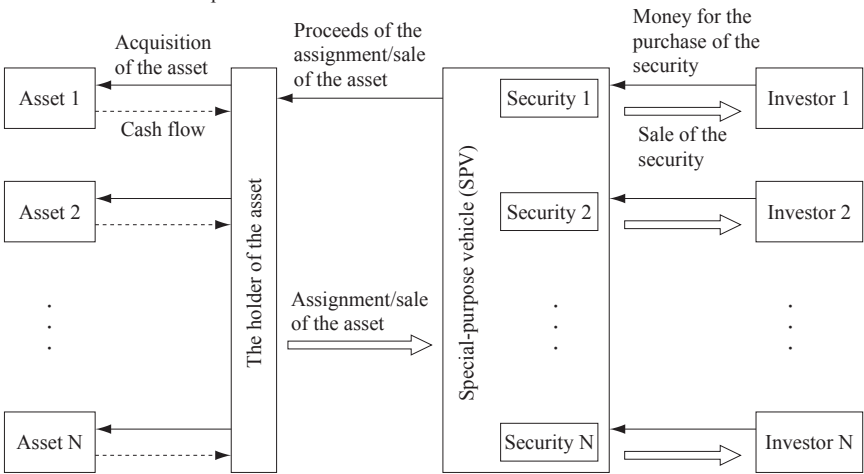 Acquisition
of the asset
Proceeds of the
assignment/sale
of the asset
Money for the
purchase of the
security
Asset 1
Cash flow
Security 1
Investor 1
Sale of the
security
Asset 2
Security 2
Investor 2
The holder of the asset
Assignment/sale
of the asset
Special-purpose vehicle (SPV)
Asset N
Security N
Investor N